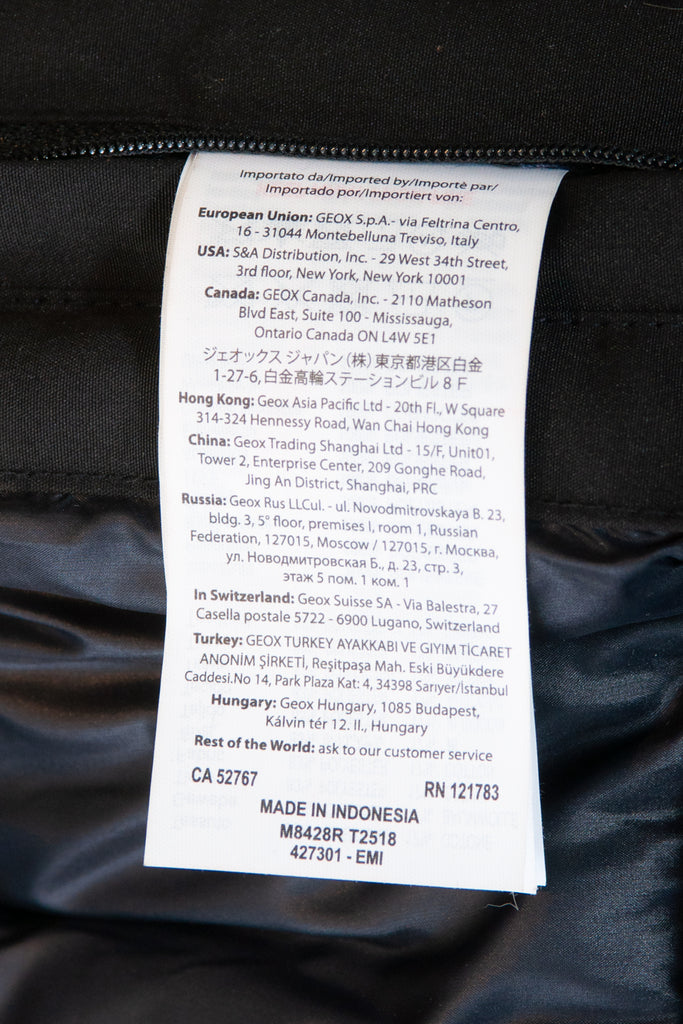 Importato da/Imported by/Importè par/
Importado por/Importiert von:
European Union: GEOX S.p.A.- via Feltrina Centro,
16 - 31044 Montebelluna Treviso, Italy
USA: S&A Distribution, Inc. - 29 West 34th Street,
3rd floor, New York, New York 10001
Canada: GEOX Canada, Inc. - 2110 Matheson
Blvd East, Suite 100 - Mississauga,
Ontario Canada ON L4W 5E1
ジェオックス ジャパン(株)東京都港区白金
1-27-6,白金高輪ステーションビル8F
Hong Kong: Geox Asia Pacific Ltd - 20th Fl., W Square
314-324 Hennessy Road, Wan Chai Hong Kong
China: Geox Trading Shanghai Ltd - 15/F, Unit01,
Tower 2, Enterprise Center, 209 Gonghe Road,
Jing An District, Shanghai, PRC
Russia: Geox Rus LLCul. - ul. Novodmitrovskaya B. 23,
bldg. 3, 5° floor, premises I, room 1, Russian
Federation, 127015, Moscow / 127015, г. Москва,
ул. Новодмитровская Б., д. 23, стр. 3,
этаж 5 пом. 1 ком. 1
In Switzerland: Geox Suisse SA - Via Balestra, 27
Casella postale 5722 - 6900 Lugano, Switzerland
Turkey: GEOX TURKEY AYAKKABI VE GIYIM TİCARET
ANONİM ŞİRKETİ, Reşitpaşa Mah. Eski Büyükdere
Caddesi.No 14, Park Plaza Kat: 4, 34398 Sarıyer/İstanbul
Hungary: Geox Hungary, 1085 Budapest,
Kálvin tér 12. II., Hungary
Rest of the World: ask to our customer service
CA 52767 RN 121783
MADE IN INDONESIA
M8428R T2518
427301 - EMI